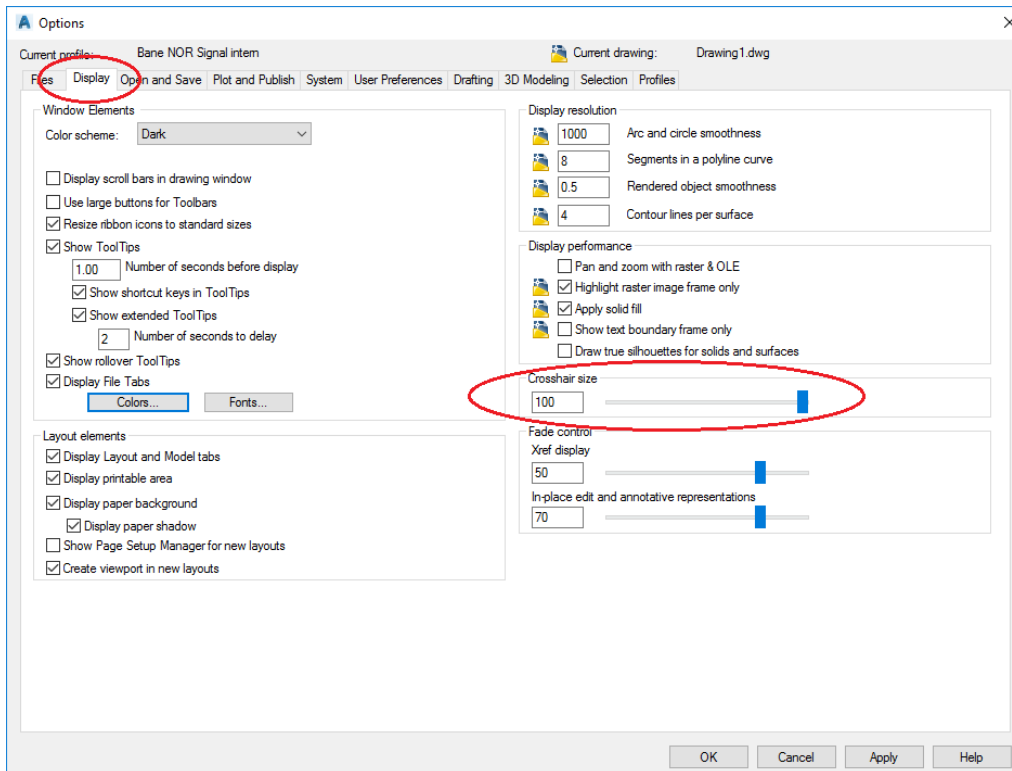 Options
Current profile: Bane NOR Signal intern Current drawing: Drawing1.dwg
Files Display Open and Save Plot and Publish System User Preferences Drafting 3D Modeling Selection Profiles
Window Elements
Color scheme: Dark
Display scroll bars in drawing window
Use large buttons for Toolbars
Resize ribbon icons to standard sizes
Show ToolTips
1.00 Number of seconds before display
Show shortcut keys in ToolTips
Show extended ToolTips
2 Number of seconds to delay
Show rollover ToolTips
Display File Tabs
Colors... Fonts...
Layout elements
Display Layout and Model tabs
Display printable area
Display paper background
Display paper shadow
Show Page Setup Manager for new layouts
Create viewport in new layouts
Display resolution
1000 Arc and circle smoothness
8 Segments in a polyline curve
0.5 Rendered object smoothness
4 Contour lines per surface
Display performance
Pan and zoom with raster & OLE
Highlight raster image frame only
Apply solid fill
Show text boundary frame only
Draw true silhouettes for solids and surfaces
Crosshair size
100
Fade control
Xref display
50
In-place edit and annotative representations
70
OK Cancel Apply Help